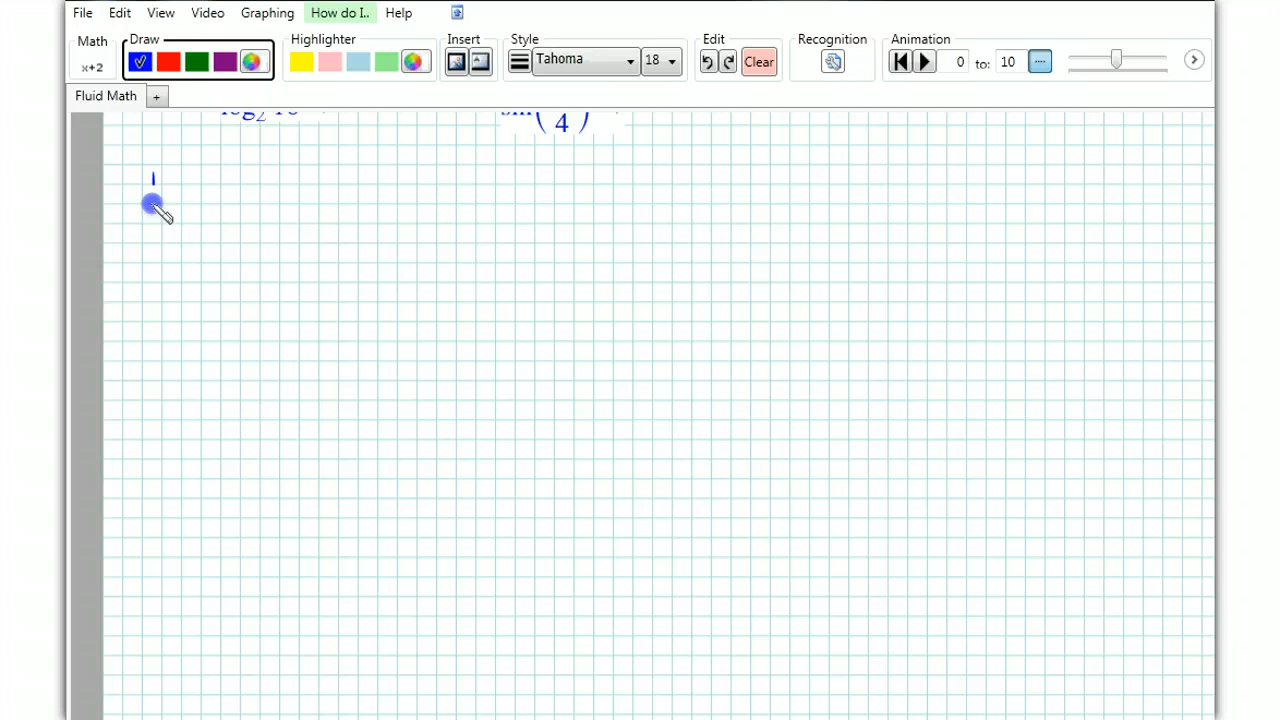 File Edit View Video Graphing How do I.. Help
Math Draw Highlighter Insert Style Edit Recognition Animation
x+2 Tahoma 18 Clear 0 to: 10
Fluid Math +
4